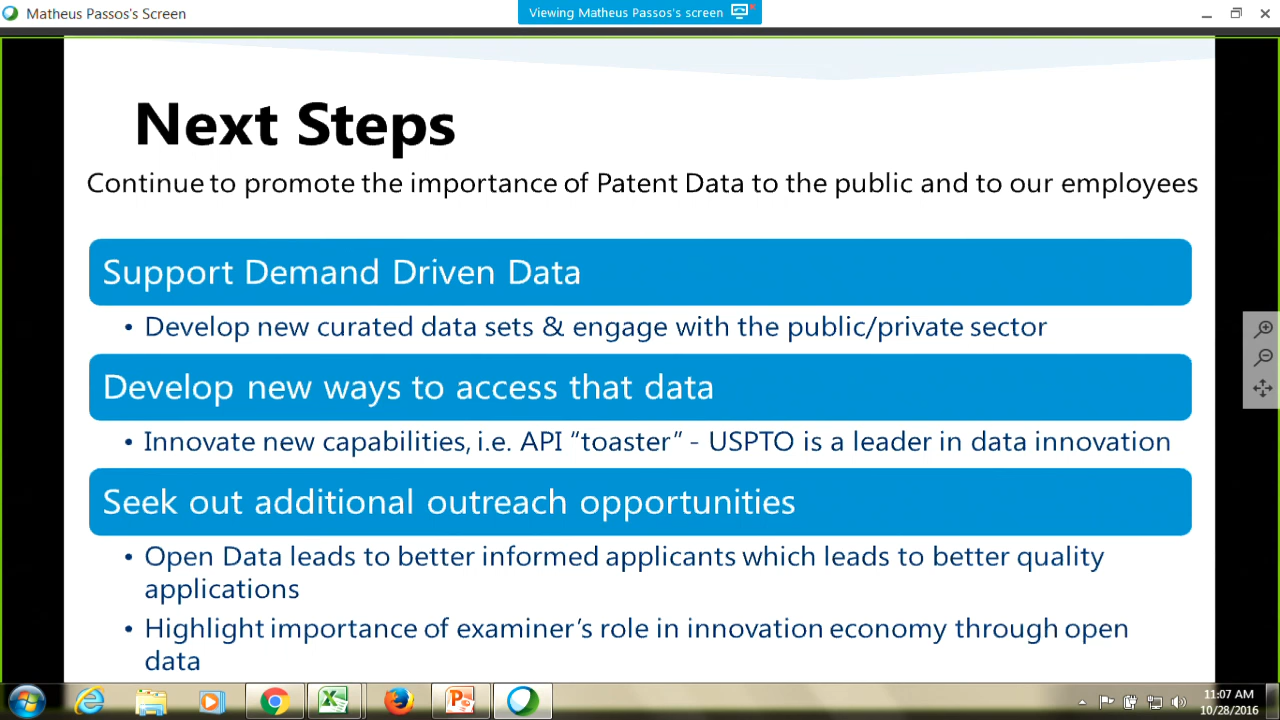 Matheus Passos's Screen
Viewing Matheus Passos's screen
Next Steps
Continue to promote the importance of Patent Data to the public and to our employees
Support Demand Driven Data
• Develop new curated data sets & engage with the public/private sector
Develop new ways to access that data
• Innovate new capabilities, i.e. API “toaster” - USPTO is a leader in data innovation
Seek out additional outreach opportunities
• Open Data leads to better informed applicants which leads to better quality
applications
• Highlight importance of examiner’s role in innovation economy through open
data
11:07 AM
10/28/2016